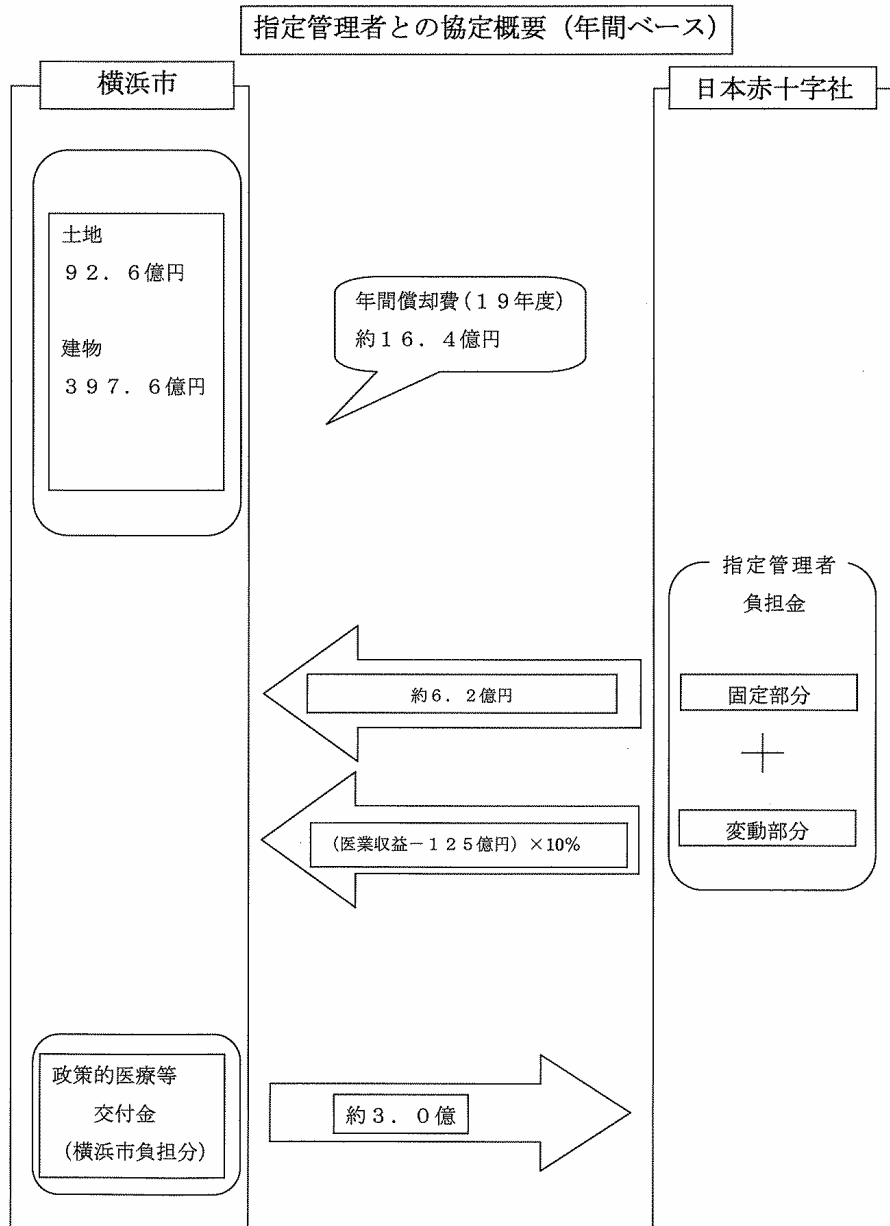 指定管理者との協定概要（年間ベース）
横浜市
日本赤十字社
土地
９２．６億円
建物
３９７．６億円
年間償却費（１９年度）
約１６．４億円
指定管理者
負担金
約６．２億円
固定部分
（医業収益－１２５億円）×10%
変動部分
政策的医療等
交付金
（横浜市負担分）
約３．０億